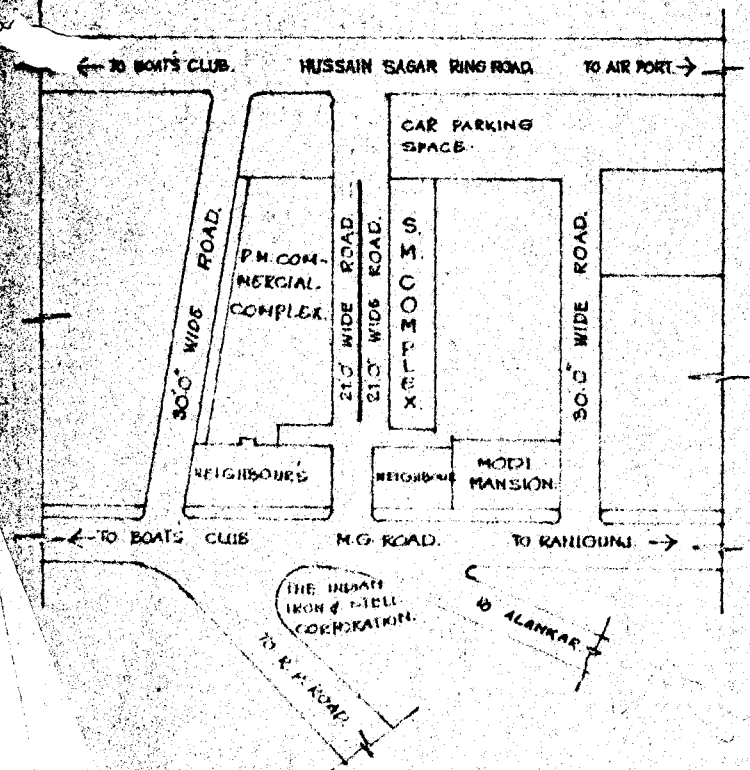 ← TO BOATS CLUB.
HUSSAIN SAGAR RING ROAD.
TO AIR PORT. →
CAR PARKING
SPACE.
30'.0" WIDE ROAD.
P.M. COM-
MERCIAL.
COMPLEX.
21'.0" WIDE ROAD.
21'.0" WIDE ROAD.
S. M. COMPLEX
30'.0" WIDE ROAD.
NEIGHBOUR'S
NEIGHBOUR
MODI
MANSION.
← TO BOATS CLUB
M.G. ROAD.
TO RANIGUNJ →
THE INDIAN
IRON & STEEL
CORPORATION.
TO ALANKAR →
TO R.P. ROAD.